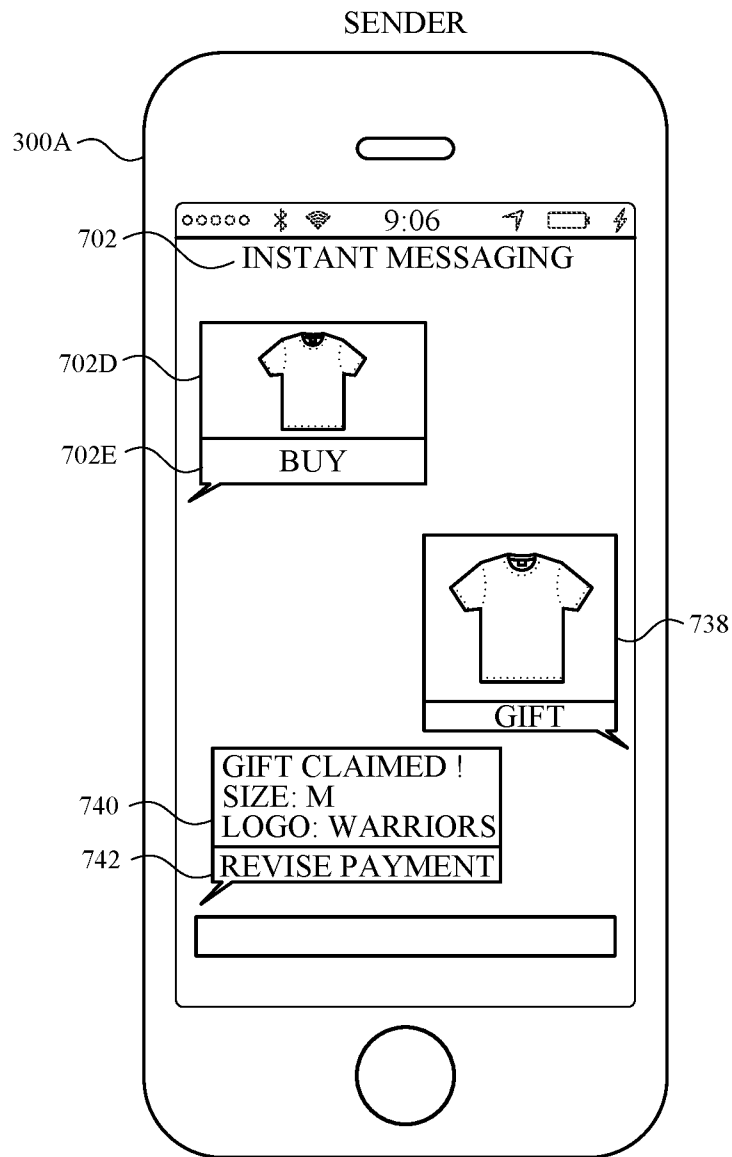 SENDER
300A
9:06
702
INSTANT MESSAGING
702D
702E
BUY
738
GIFT
GIFT CLAIMED !
740
SIZE: M
LOGO: WARRIORS
742
REVISE PAYMENT